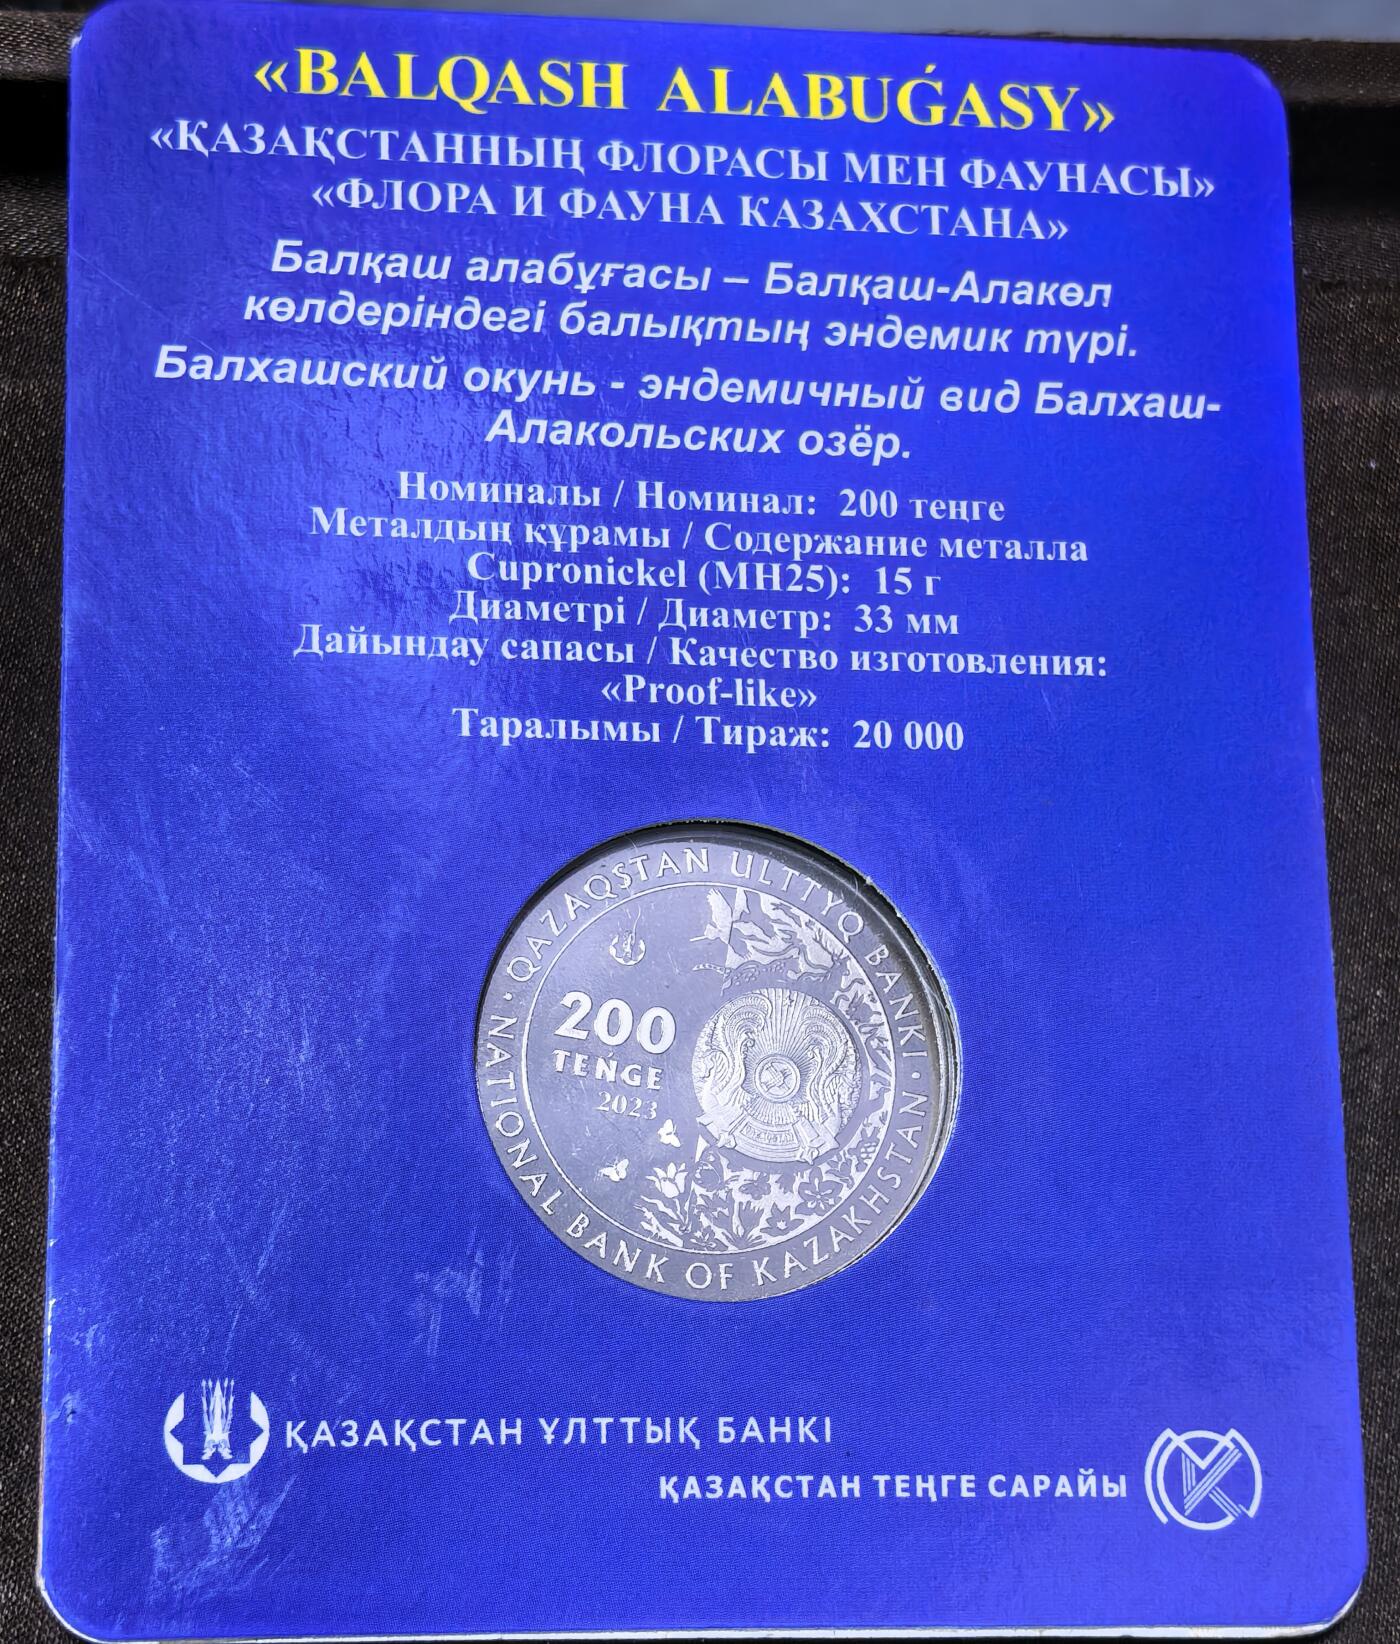 «BALQASH ALABUǴASY»
«ҚАЗАҚСТАННЫҢ ФЛОРАСЫ МЕН ФАУНАСЫ»
«ФЛОРА И ФАУНА КАЗАХСТАНА»
Балқаш алабұғасы – Балқаш-Алакөл
көлдеріндегі балықтың эндемик түрі.
Балхашский окунь - эндемичный вид Балхаш-
Алакольских озёр.
Номиналы / Номинал: 200 теңге
Металдың құрамы / Содержание металла
Cupronickel (МН25): 15 г
Диаметрі / Диаметр: 33 мм
Дайындау сапасы / Качество изготовления:
«Proof-like»
Таралымы / Тираж: 20 000
QAZAQSTAN ULTTYQ BANKI
200
TEŃGE
2023
NATIONAL BANK OF KAZAKHSTAN
ҚАЗАҚСТАН ҰЛТТЫҚ БАНКІ
ҚАЗАҚСТАН ТЕҢГЕ САРАЙЫ